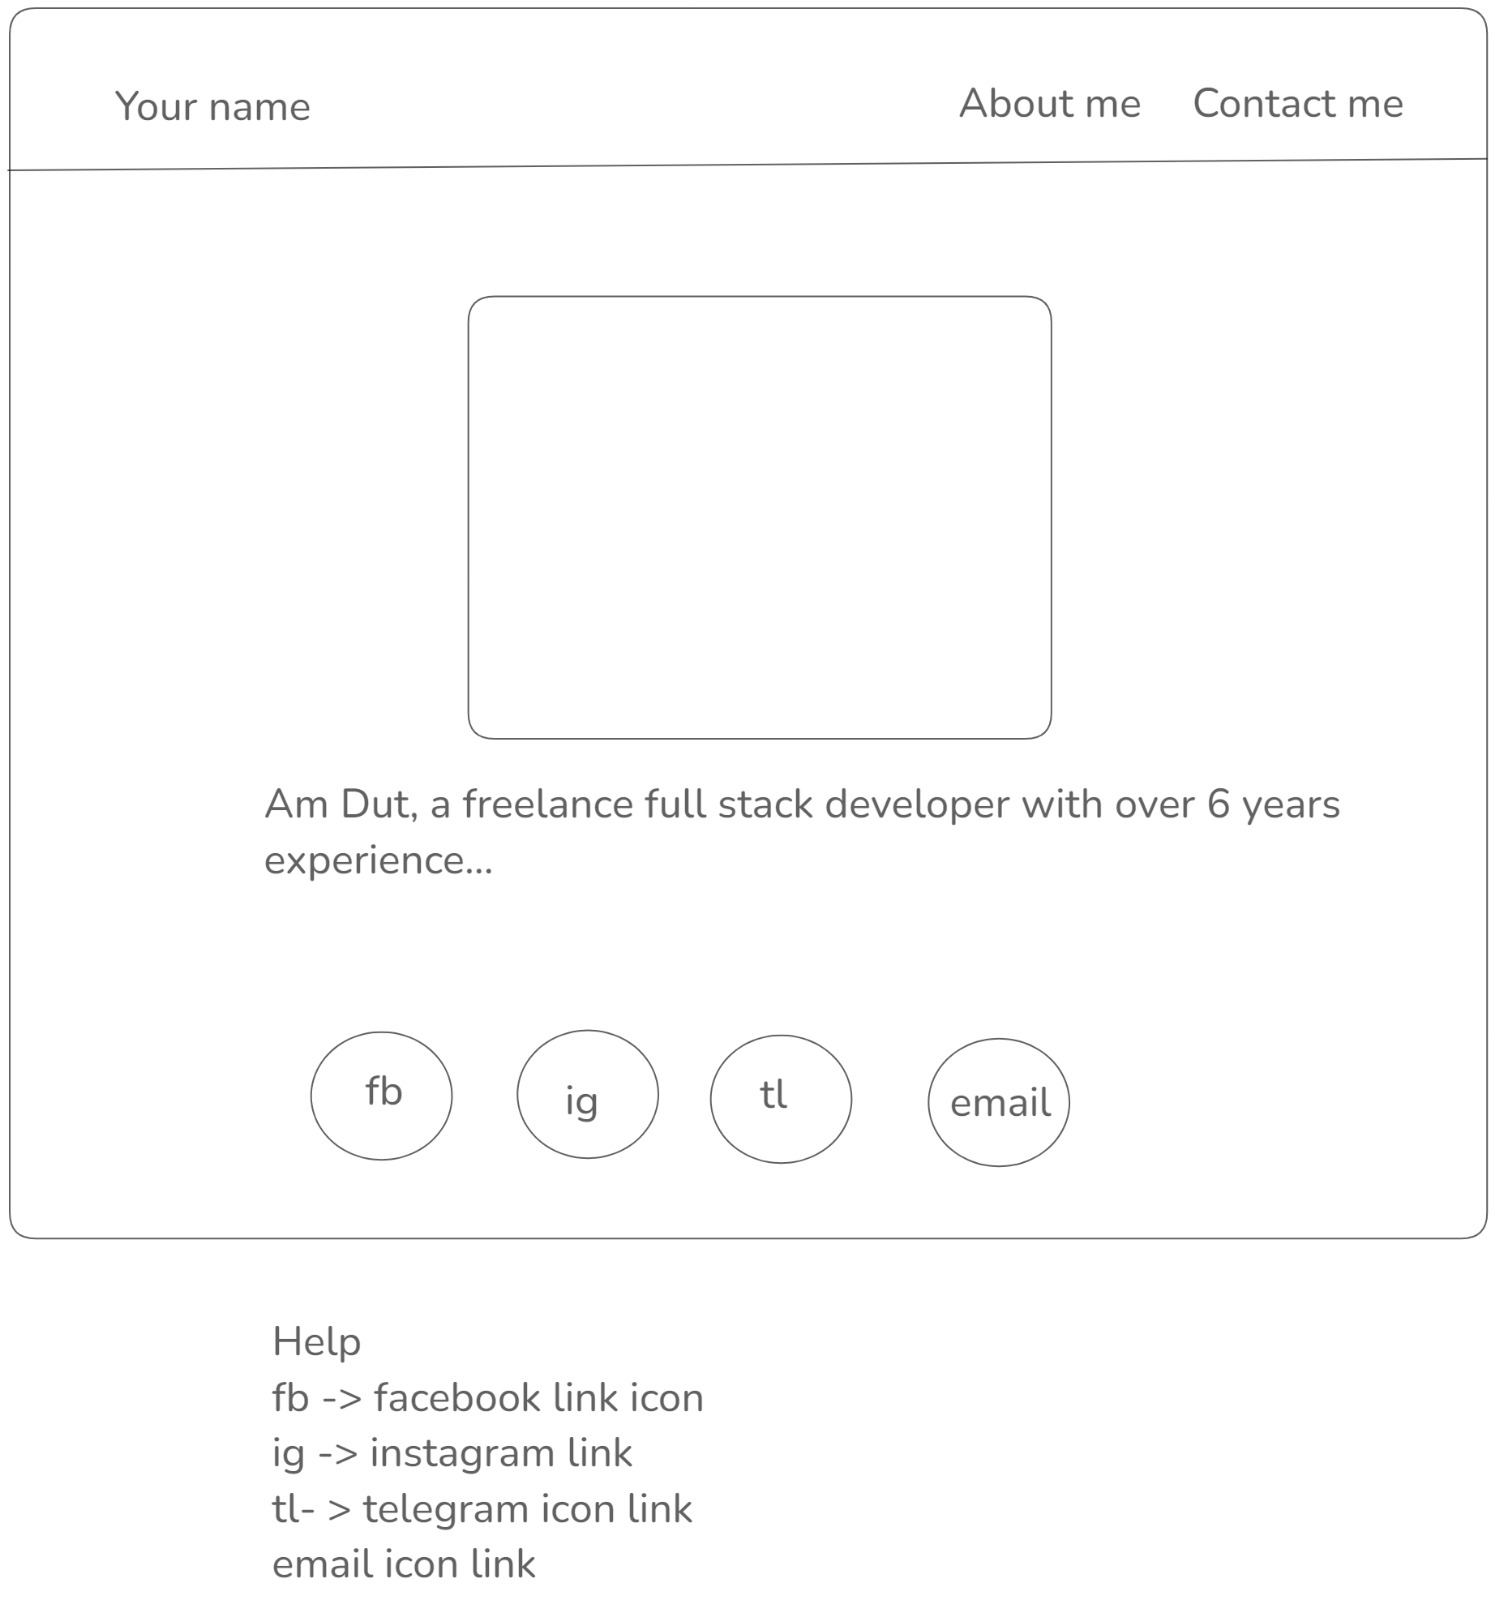 Your name
About me
Contact me
Am Dut, a freelance full stack developer with over 6 years
experience...
fb
ig
tl
email
Help
fb -> facebook link icon
ig -> instagram link
tl- > telegram icon link
email icon link